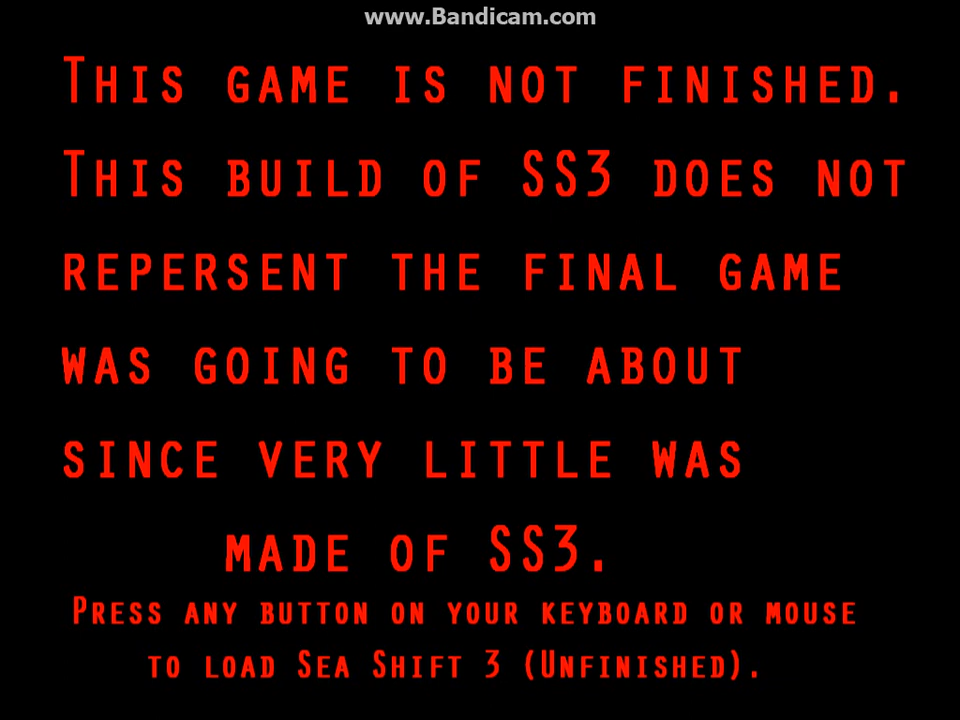 www.Bandicam.com
This game is not finished.
This build of SS3 does not
repersent the final game
was going to be about
since very little was
made of SS3.
Press any button on your keyboard or mouse
to load Sea Shift 3 (Unfinished).